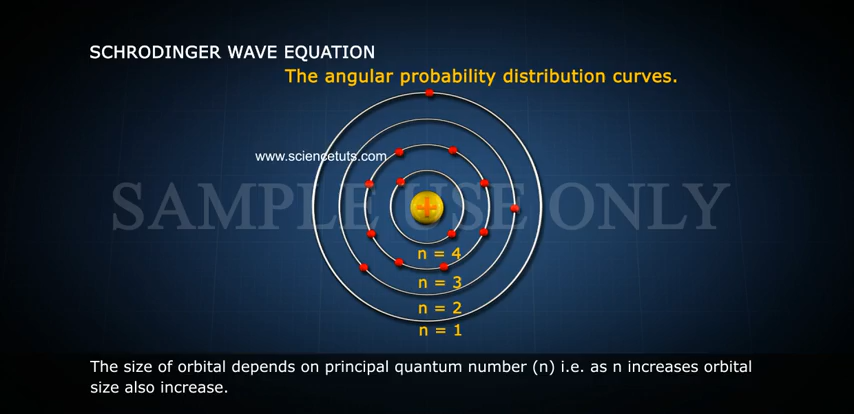 SCHRODINGER WAVE EQUATION
The angular probability distribution curves.
www.sciencetuts.com
SAMPLE USE ONLY
+
n = 4
n = 3
n = 2
n = 1
The size of orbital depends on principal quantum number (n) i.e. as n increases orbital
size also increase.